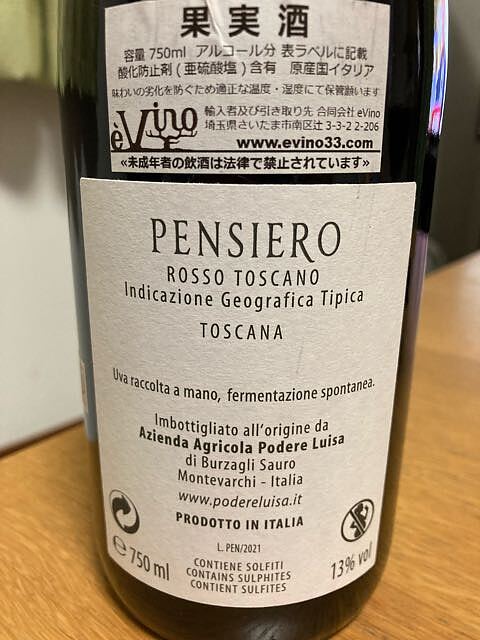 果実酒
容量 750ml アルコール分 表ラベルに記載
酸化防止剤(亜硫酸塩)含有 原産国イタリア
味わいの劣化を防ぐため適正な温度・湿度にて保管願います
èVino
輸入者及び引き取り先 合同会社 eVino
埼玉県さいたま市南区辻 3-3-2 2-206
www.evino33.com
«未成年者の飲酒は法律で禁止されています»
PENSIERO
ROSSO TOSCANO
Indicazione Geografica Tipica
TOSCANA
Uva raccolta a mano, fermentazione spontanea.
Imbottigliato all'origine da
Azienda Agricola Podere Luisa
di Burzagli Sauro
Montevarchi - Italia
www.podereluisa.it
PRODOTTO IN ITALIA
L. PEN/2021
℮ 750 ml
CONTIENE SOLFITI
CONTAINS SULPHITES
CONTIENT SULFITES
13% vol